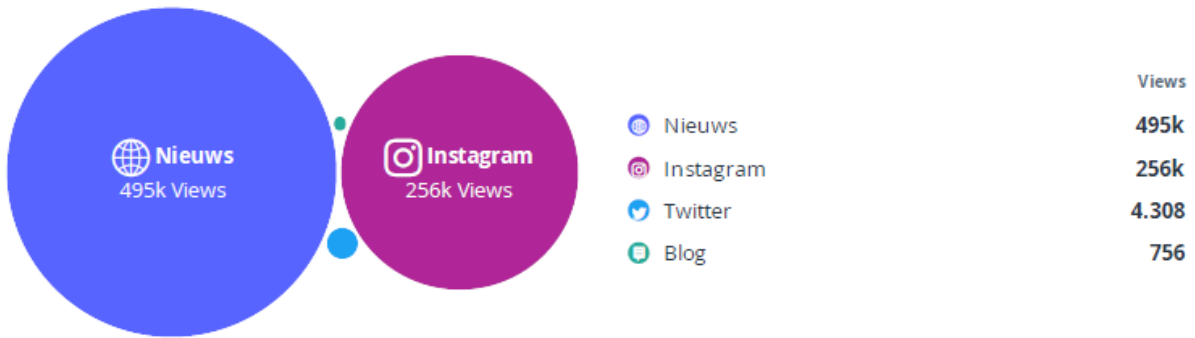 Nieuws
495k Views
Instagram
256k Views
Views
Nieuws 495k
Instagram 256k
Twitter 4.308
Blog 756